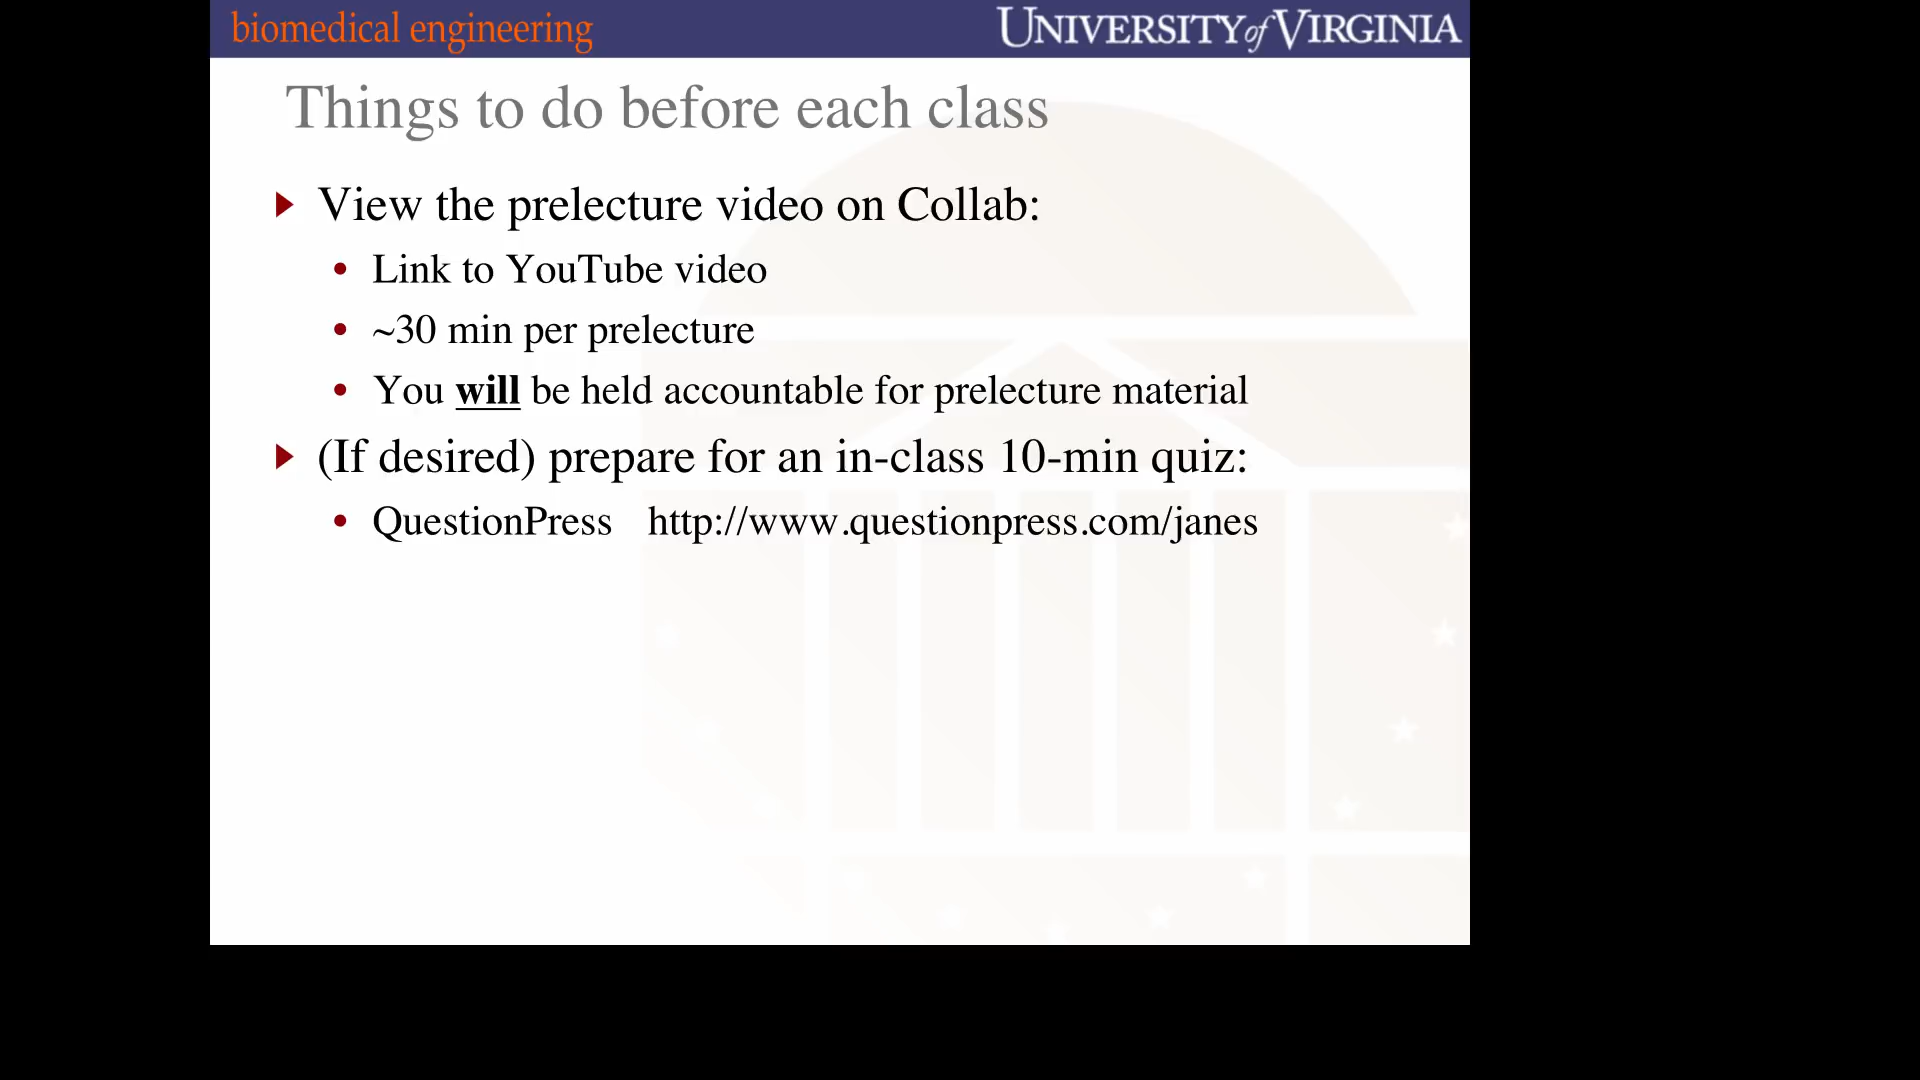 biomedical engineering
UNIVERSITY of VIRGINIA
Things to do before each class
View the prelecture video on Collab:
• Link to YouTube video
• ~30 min per prelecture
• You will be held accountable for prelecture material
(If desired) prepare for an in-class 10-min quiz:
• QuestionPress http://www.questionpress.com/janes